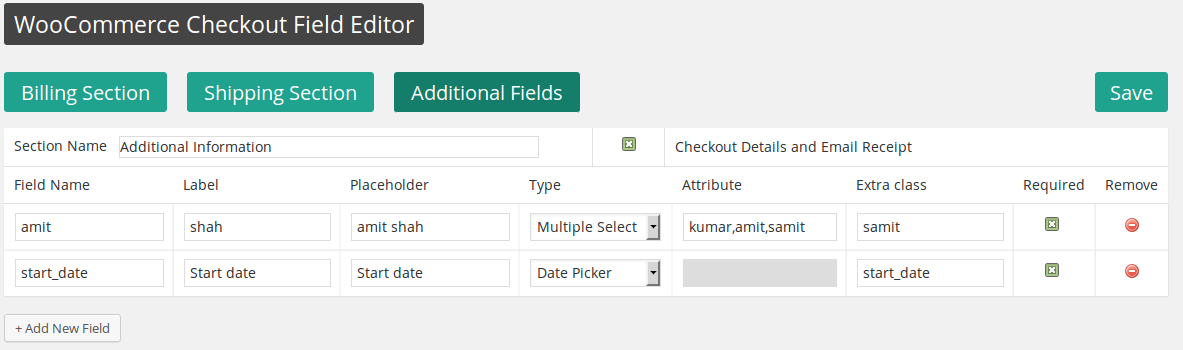 WooCommerce Checkout Field Editor
Billing Section Shipping Section Additional Fields Save
Section Name Additional Information Checkout Details and Email Receipt
Field Name Label Placeholder Type Attribute Extra class Required Remove
amit shah amit shah Multiple Select kumar,amit,samit samit
start_date Start date Start date Date Picker start_date
+ Add New Field